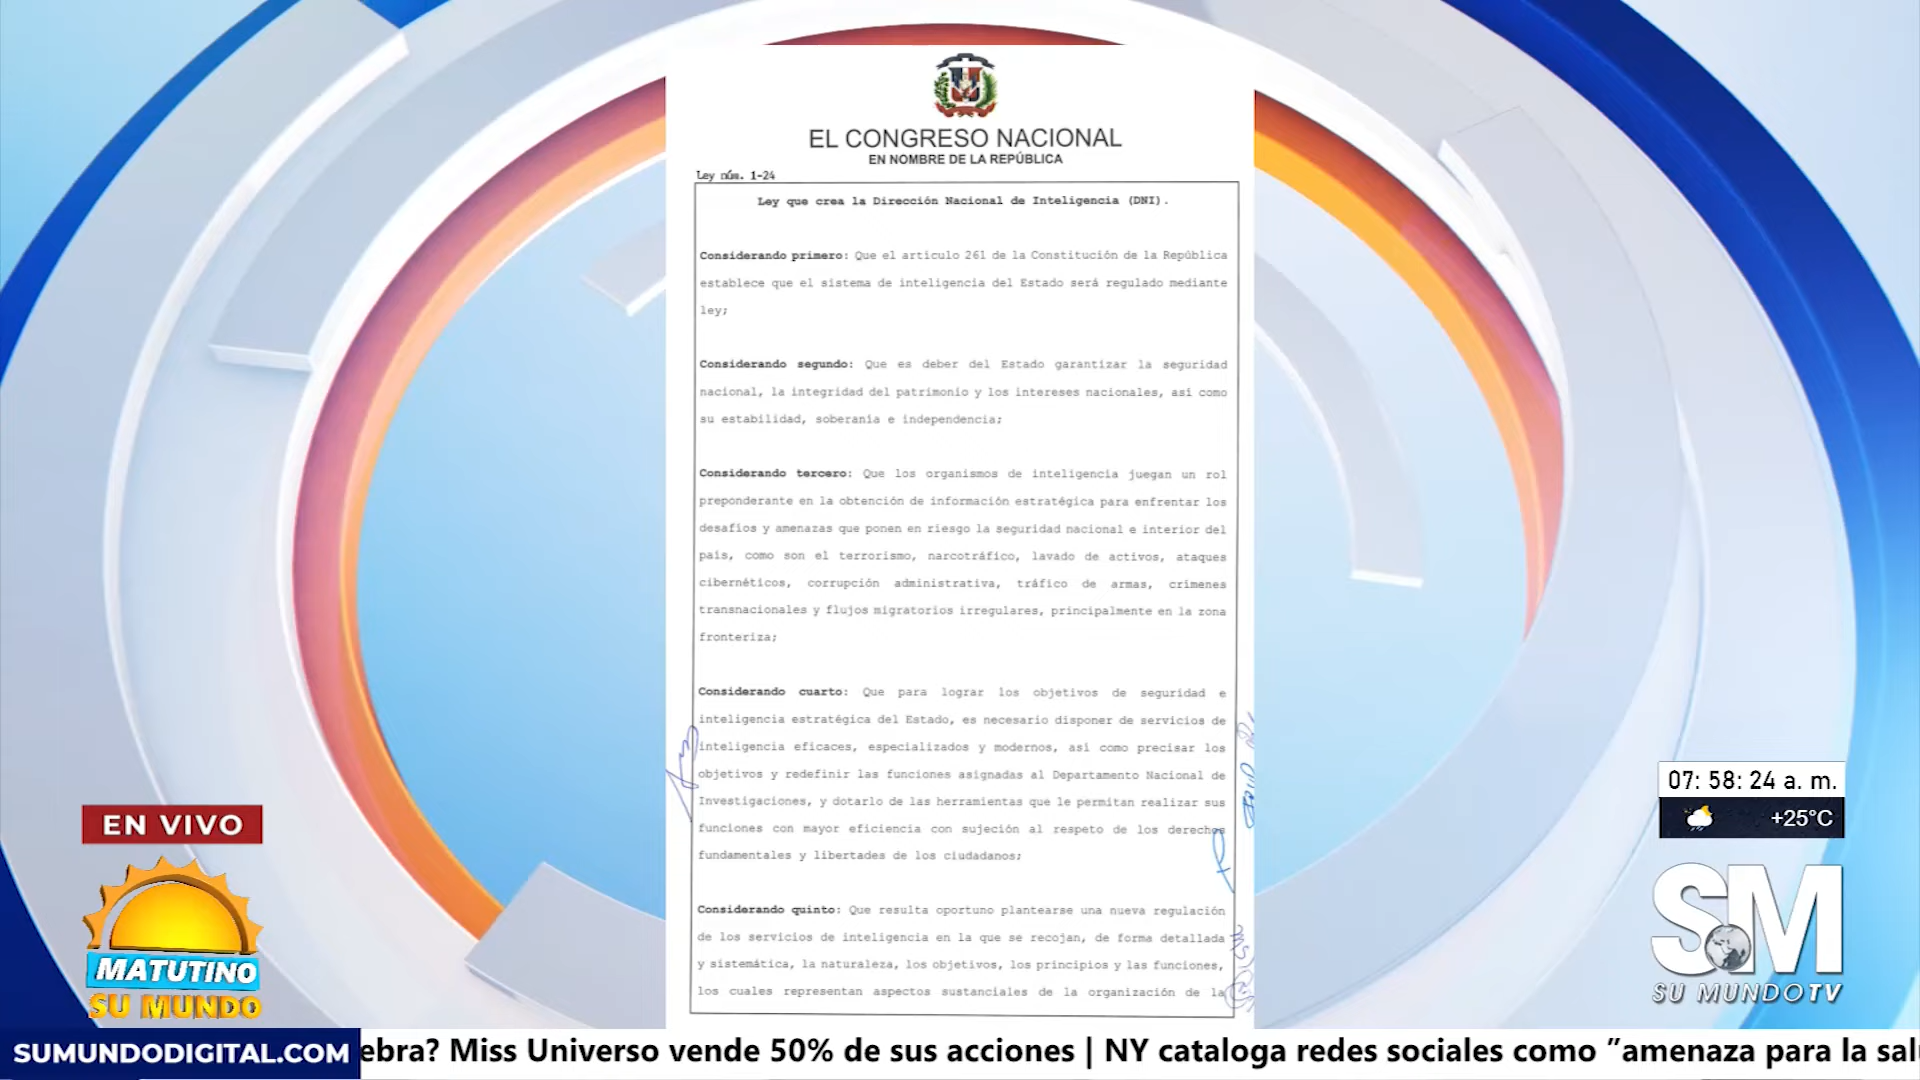 EL CONGRESO NACIONAL
EN NOMBRE DE LA REPÚBLICA
Ley núm. 1-24
Ley que crea la Dirección Nacional de Inteligencia (DNI).
Considerando primero: Que el artículo 261 de la Constitución de la República
establece que el sistema de inteligencia del Estado será regulado mediante
ley;
Considerando segundo: Que es deber del Estado garantizar la seguridad
nacional, la integridad del patrimonio y los intereses nacionales, así como
su estabilidad, soberanía e independencia;
Considerando tercero: Que los organismos de inteligencia juegan un rol
preponderante en la obtención de información estratégica para enfrentar los
desafíos y amenazas que ponen en riesgo la seguridad nacional e interior del
país, como son el terrorismo, narcotráfico, lavado de activos, ataques
cibernéticos, corrupción administrativa, tráfico de armas, crímenes
transnacionales y flujos migratorios irregulares, principalmente en la zona
fronteriza;
Considerando cuarto: Que para lograr los objetivos de seguridad e
inteligencia estratégica del Estado, es necesario disponer de servicios de
inteligencia eficaces, especializados y modernos, así como precisar los
objetivos y redefinir las funciones asignadas al Departamento Nacional de
Investigaciones, y dotarlo de las herramientas que le permitan realizar sus
funciones con mayor eficiencia con sujeción al respeto de los derechos
fundamentales y libertades de los ciudadanos;
Considerando quinto: Que resulta oportuno plantearse una nueva regulación
de los servicios de inteligencia en la que se recojan, de forma detallada
y sistemática, la naturaleza, los objetivos, los principios y las funciones,
los cuales representan aspectos sustanciales de la organización de la
EN VIVO
MATUTINO
SU MUNDO
07: 58: 24 a. m.
+25°C
SM
SU MUNDO TV
SUMUNDODIGITAL.COM
ebra? Miss Universo vende 50% de sus acciones | NY cataloga redes sociales como ”amenaza para la salu